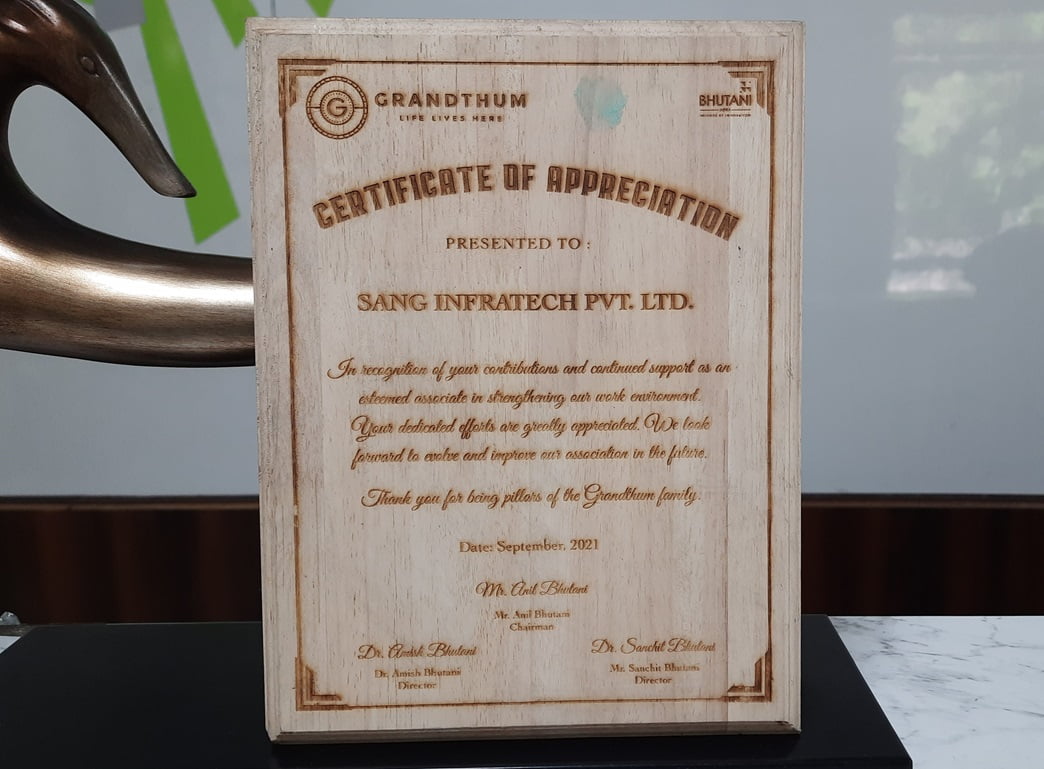 G
GRANDTHUM
LIFE LIVES HERE
BHUTANI
CERTIFICATE OF APPRECIATION
PRESENTED TO :
SANG INFRATECH PVT. LTD.
In recognition of your contributions and continued support as an
esteemed associate in strengthening our work environment.
Your dedicated efforts are greatly appreciated. We look
forward to evolve and improve our association in the future.
Thank you for being pillars of the Grandthum family.
Date: September, 2021
Mr. Anil Bhutani
Mr. Anil Bhutani
Chairman
Dr. Amish Bhutani
Dr. Amish Bhutani
Director
Dr. Sanchit Bhutani
Mr. Sanchit Bhutani
Director